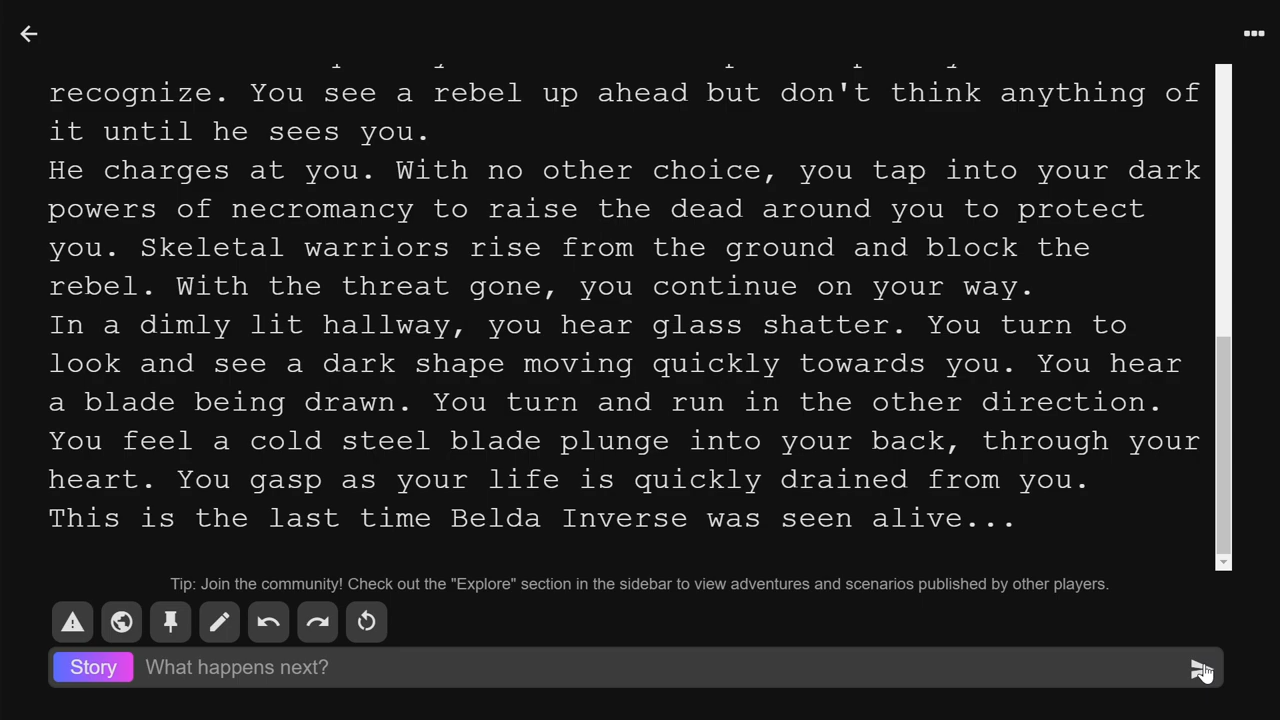 recognize. You see a rebel up ahead but don't think anything of
it until he sees you.
He charges at you. With no other choice, you tap into your dark
powers of necromancy to raise the dead around you to protect
you. Skeletal warriors rise from the ground and block the
rebel. With the threat gone, you continue on your way.
In a dimly lit hallway, you hear glass shatter. You turn to
look and see a dark shape moving quickly towards you. You hear
a blade being drawn. You turn and run in the other direction.
You feel a cold steel blade plunge into your back, through your
heart. You gasp as your life is quickly drained from you.
This is the last time Belda Inverse was seen alive...
Tip: Join the community! Check out the "Explore" section in the sidebar to view adventures and scenarios published by other players.
Story What happens next?